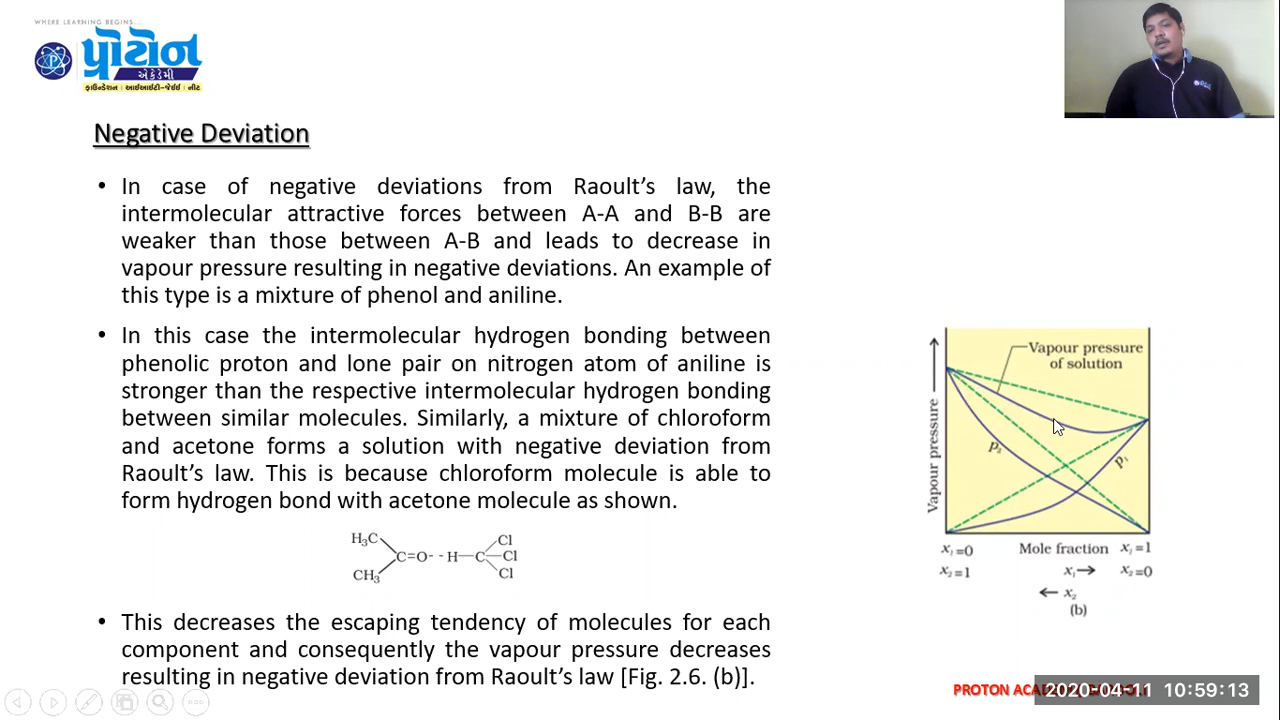 WHERE LEARNING BEGINS...
પ્રોટોન
એકેડેમી
ફાઉન્ડેશન | આઈઆઈટી-જેઈઈ | નીટ
Negative Deviation
• In case of negative deviations from Raoult’s law, the
intermolecular attractive forces between A-A and B-B are
weaker than those between A-B and leads to decrease in
vapour pressure resulting in negative deviations. An example of
this type is a mixture of phenol and aniline.
• In this case the intermolecular hydrogen bonding between
phenolic proton and lone pair on nitrogen atom of aniline is
stronger than the respective intermolecular hydrogen bonding
between similar molecules. Similarly, a mixture of chloroform
and acetone forms a solution with negative deviation from
Raoult’s law. This is because chloroform molecule is able to
form hydrogen bond with acetone molecule as shown.
H₃C
Cl
C=O--H—C—Cl
CH₃
Cl
• This decreases the escaping tendency of molecules for each
component and consequently the vapour pressure decreases
resulting in negative deviation from Raoult’s law [Fig. 2.6. (b)].
Vapour pressure
of solution
Vapour pressure
p₂
p₁
x₁=0 Mole fraction x₁=1
x₂=1 x₁→ x₂=0
← x₂
(b)
PROTON
2020-04-11 10:59:13